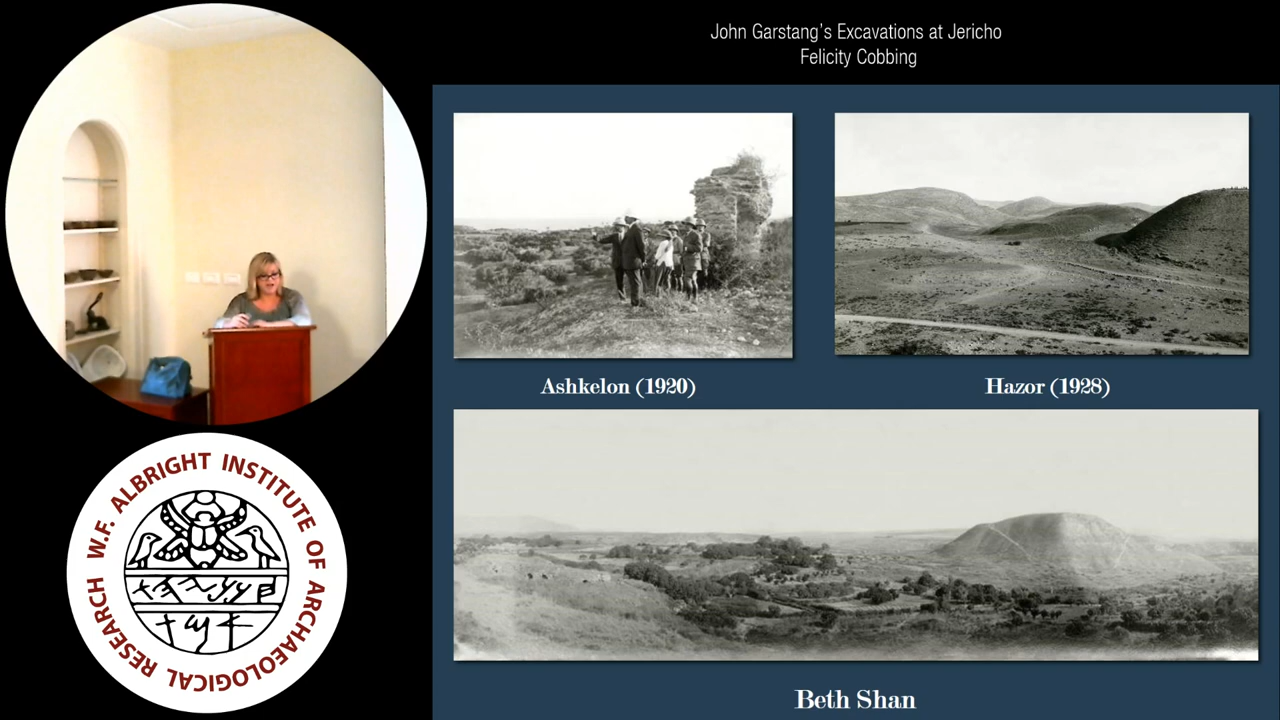 John Garstang's Excavations at Jericho
Felicity Cobbing
Ashkelon (1920)
Hazor (1928)
Beth Shan
W.F. ALBRIGHT INSTITUTE OF ARCHAEOLOGICAL RESEARCH